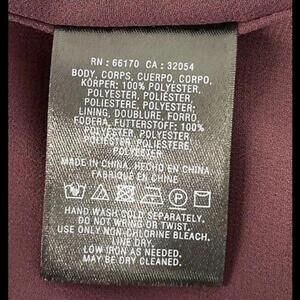 RN : 66170 CA : 32054
BODY, CORPS, CUERPO, CORPO,
KÖRPER: 100% POLYESTER,
POLYESTER, POLIÉSTER,
POLIESTERE, POLYESTER;
LINING, DOUBLURE, FORRO,
FODERA, FUTTERSTOFF: 100%
POLYESTER, POLYESTER,
POLIÉSTER, POLIESTERE,
POLYESTER
MADE IN CHINA, HECHO EN CHINA
FABRIQUÉ EN CHINE
HAND WASH COLD SEPARATELY.
DO NOT WRING OR TWIST.
USE ONLY NON-CHLORINE BLEACH.
LINE DRY.
LOW IRON AS NEEDED.
MAY BE DRY CLEANED.